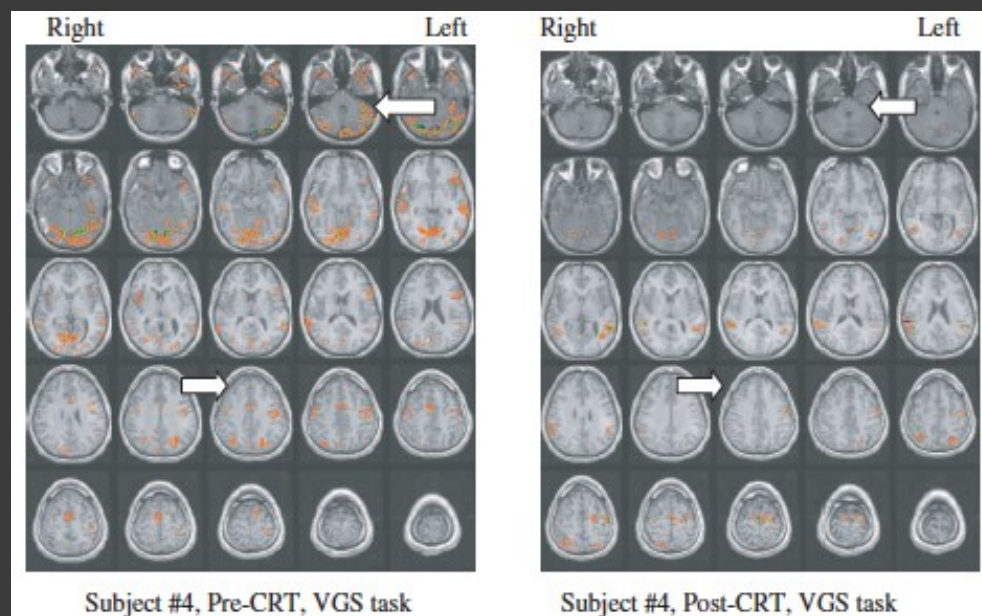 Right Left
Right Left
Subject #4, Pre-CRT, VGS task
Subject #4, Post-CRT, VGS task